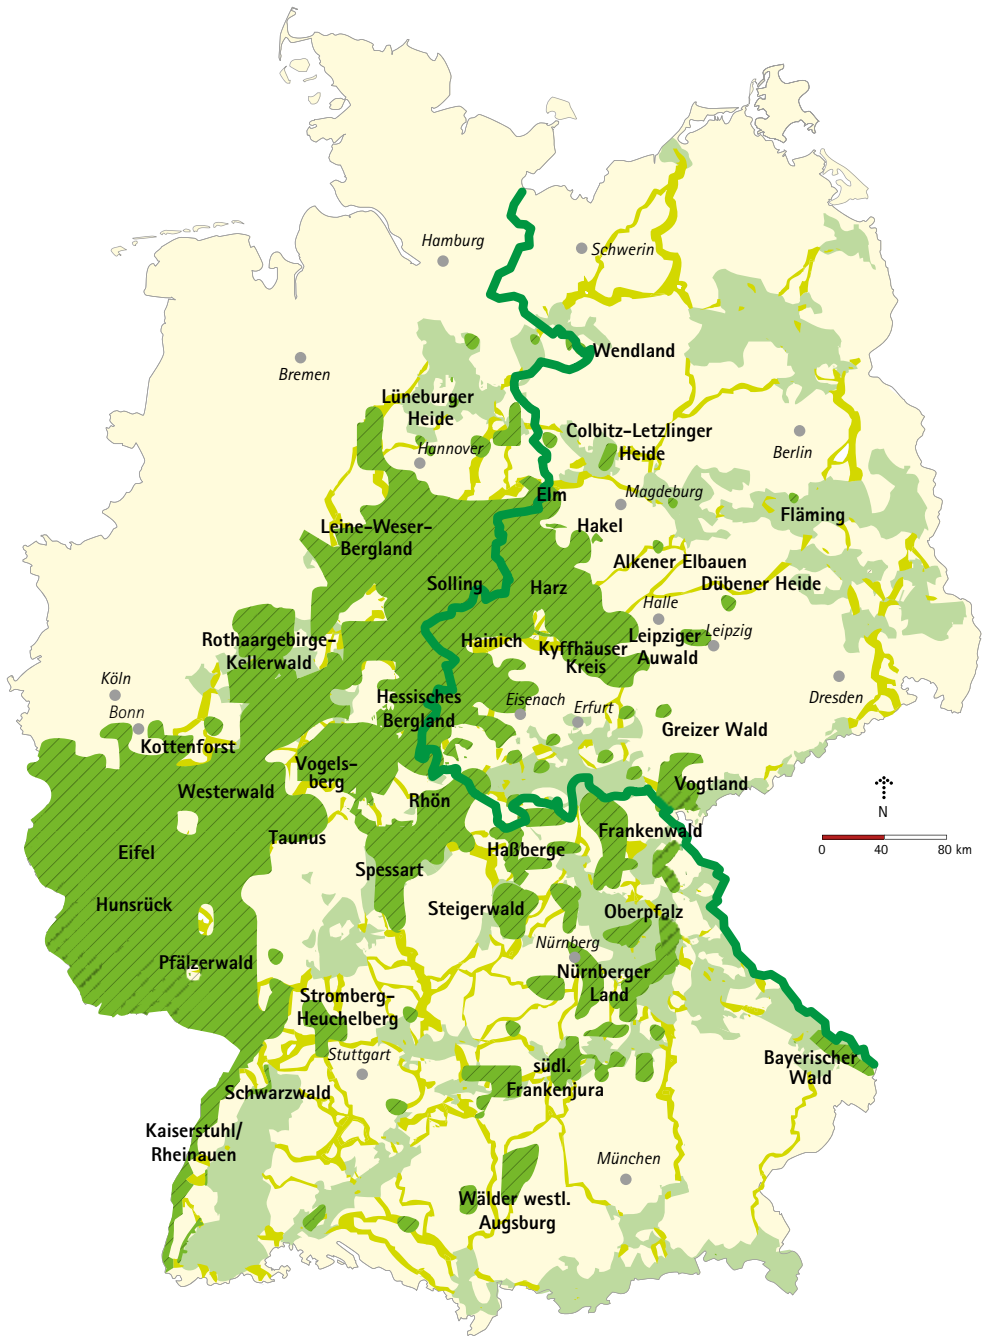 Hamburg
Schwerin
Wendland
Bremen
Lüneburger
Heide
Colbitz-Letzlinger
Heide
Hannover
Berlin
Elm
Magdeburg
Fläming
Leine-Weser-
Bergland
Hakel
Alkener Elbauen
Solling
Harz
Dübener Heide
Halle
Rothaargebirge-
Kellerwald
Hainich
Kyffhäuser
Kreis
Leipziger
Auwald
Leipzig
Köln
Bonn
Hessisches
Bergland
Eisenach
Erfurt
Dresden
Kottenforst
Greizer Wald
Vogels-
berg
Westerwald
Rhön
Vogtland
N
0 40 80 km
Taunus
Frankenwald
Eifel
Haßberge
Spessart
Hunsrück
Steigerwald
Oberpfalz
Nürnberg
Pfälzerwald
Nürnberger
Land
Stromberg-
Heuchelberg
Stuttgart
südl.
Frankenjura
Bayerischer
Wald
Schwarzwald
Kaiserstuhl/
Rheinauen
München
Wälder westl.
Augsburg